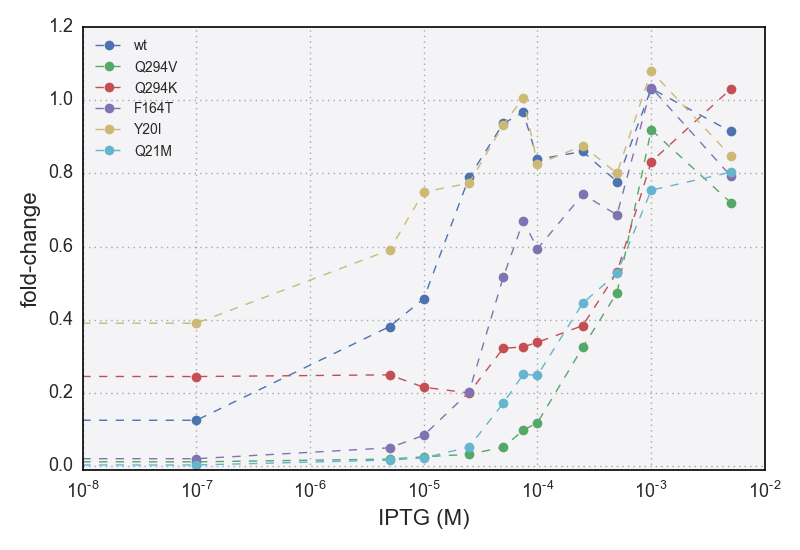 1.2
1.0
0.8
0.6
0.4
0.2
0.0
fold-change
wt
Q294V
Q294K
F164T
Y20I
Q21M
10⁻⁸ 10⁻⁷ 10⁻⁶ 10⁻⁵ 10⁻⁴ 10⁻³ 10⁻²
IPTG (M)